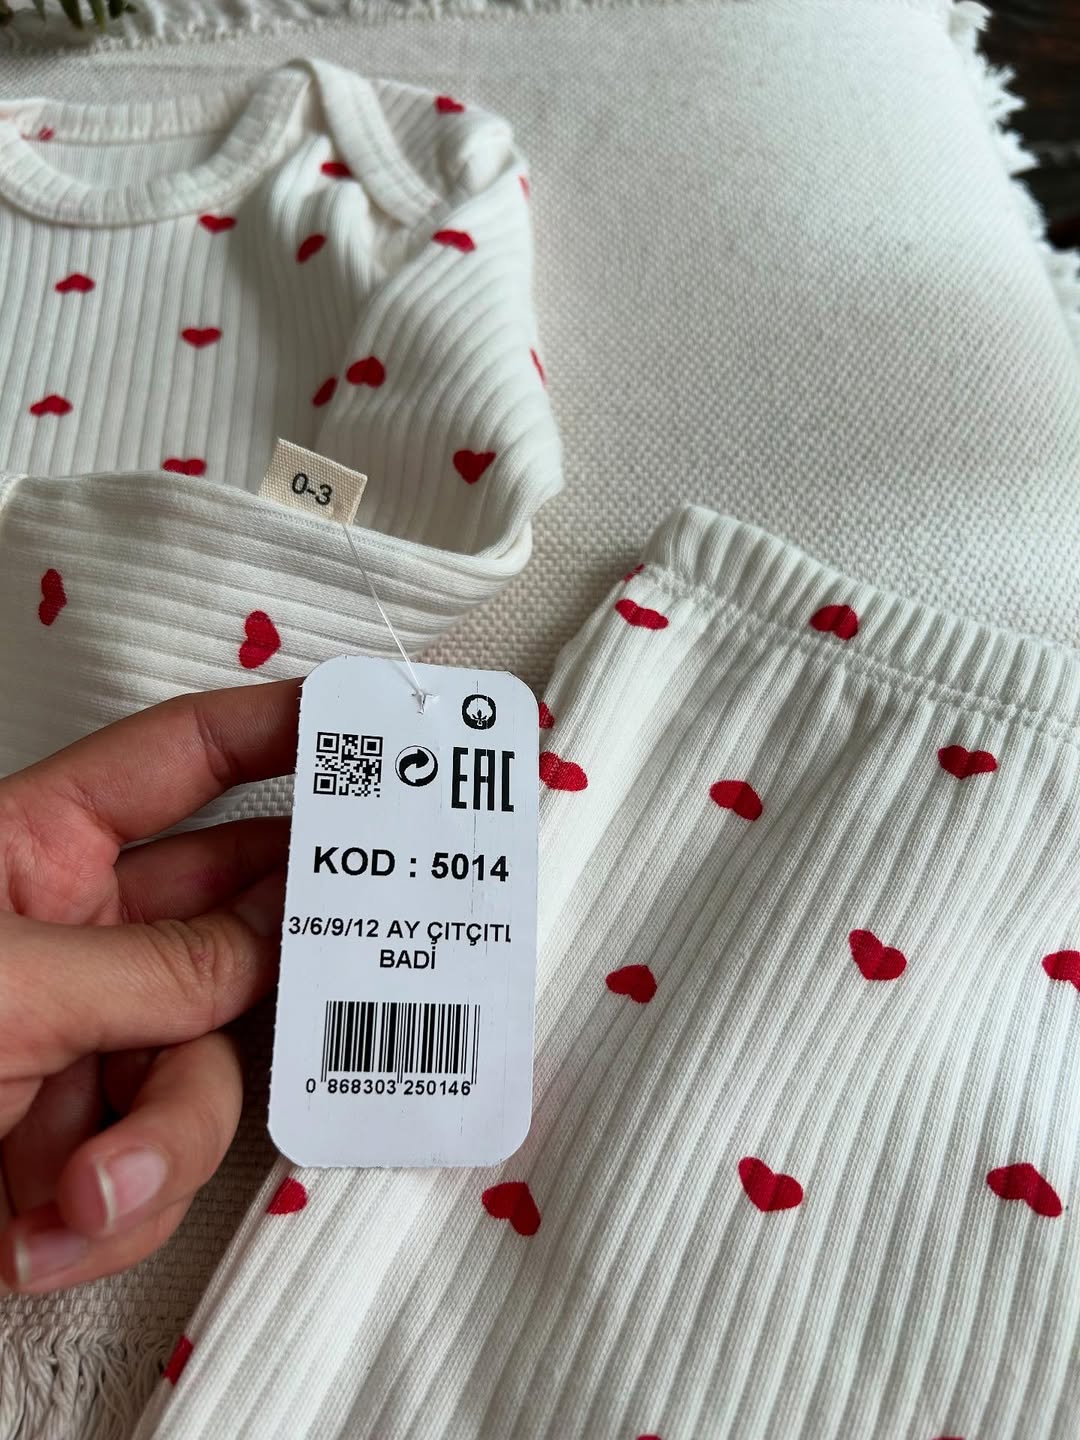 0-3
EAC
KOD : 5014
3/6/9/12 AY ÇITÇITL
BADİ
0 868303 250146